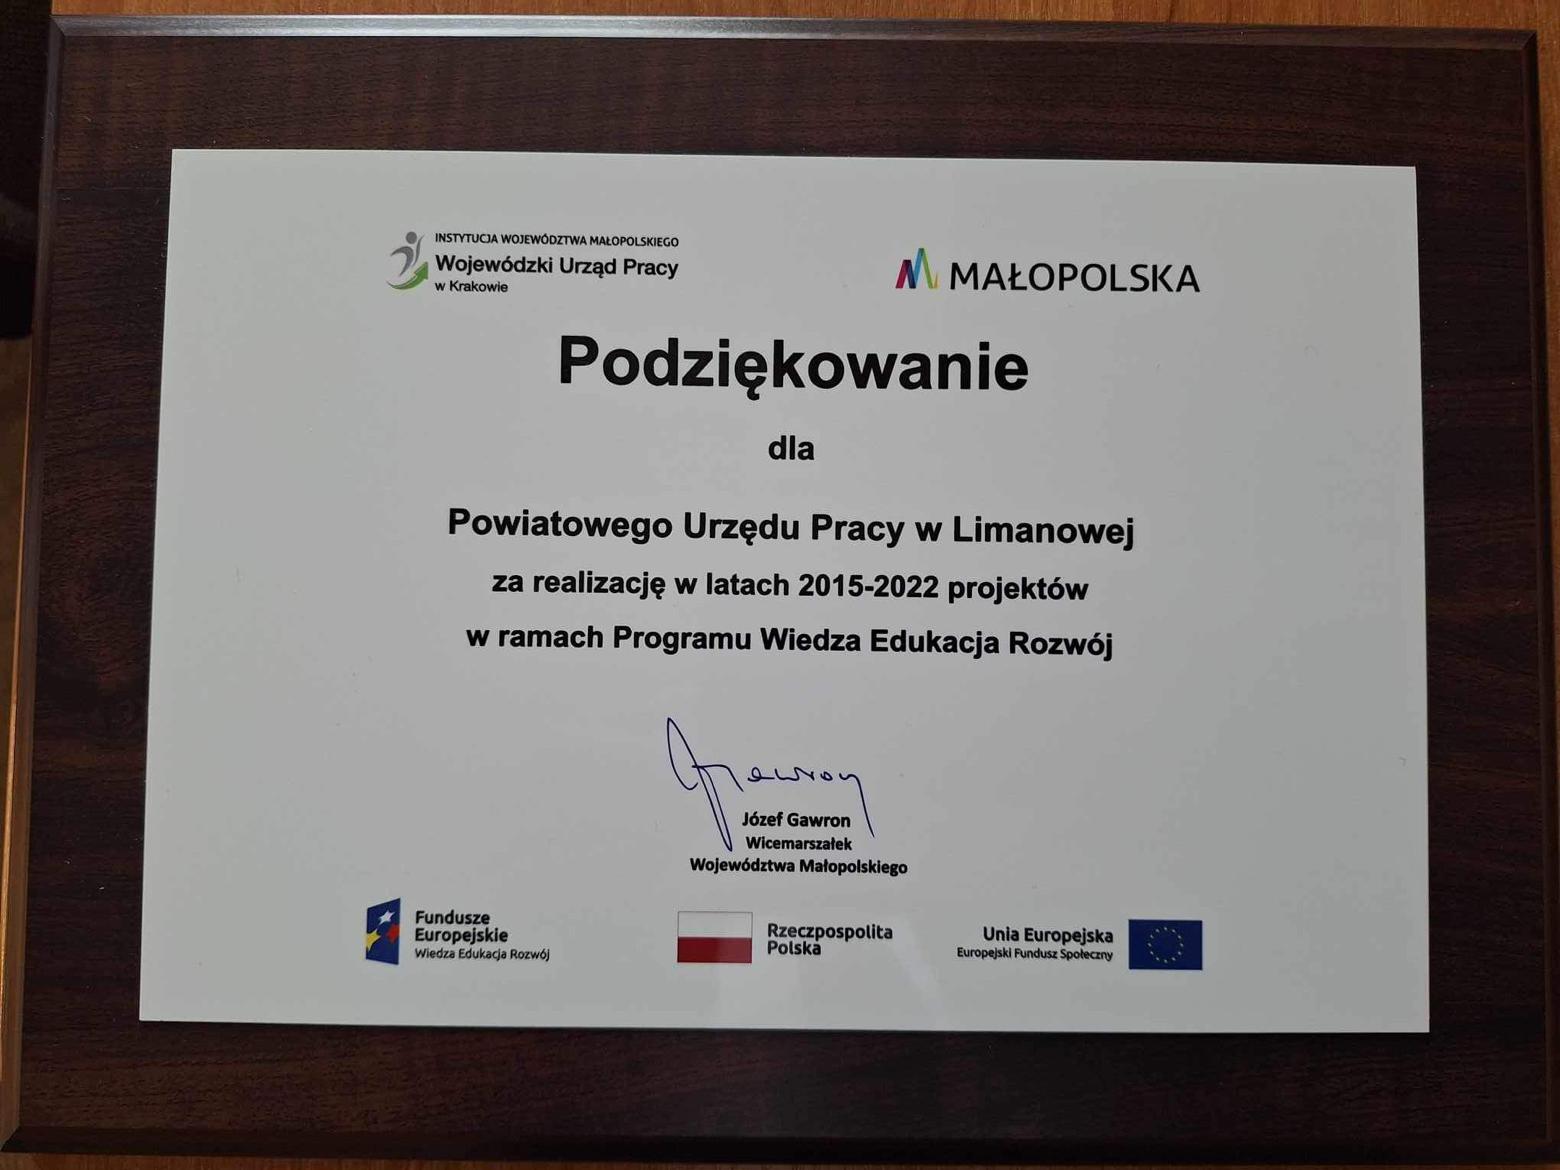 INSTYTUCJA WOJEWÓDZTWA MAŁOPOLSKIEGO
Wojewódzki Urząd Pracy
w Krakowie
MAŁOPOLSKA
Podziękowanie
dla
Powiatowego Urzędu Pracy w Limanowej
za realizację w latach 2015-2022 projektów
w ramach Programu Wiedza Edukacja Rozwój
Gawron
Józef Gawron
Wicemarszałek
Województwa Małopolskiego
Fundusze
Europejskie
Wiedza Edukacja Rozwój
Rzeczpospolita
Polska
Unia Europejska
Europejski Fundusz Społeczny